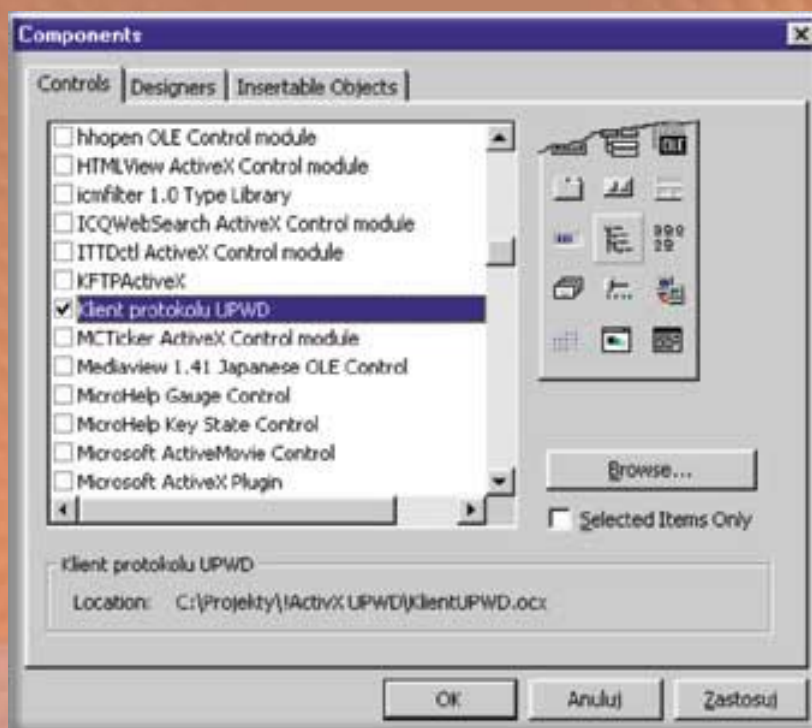 Components
Controls Designers Insertable Objects
hhopen OLE Control module
HTMLView ActiveX Control module
icmfilter 1.0 Type Library
ICQWebSearch ActiveX Control module
ITTDctl ActiveX Control module
KFTPActiveX
Klient protokolu UPWD
MCTicker ActiveX Control module
Mediaview 1.41 Japanese OLE Control
MicroHelp Gauge Control
MicroHelp Key State Control
Microsoft ActiveMovie Control
Microsoft ActiveX Plugin
OLE
Browse...
Selected Items Only
Klient protokolu UPWD
Location: C:\Projekty\!ActivX UPWD\KlientUPWD.ocx
OK Anuluj Zastosuj